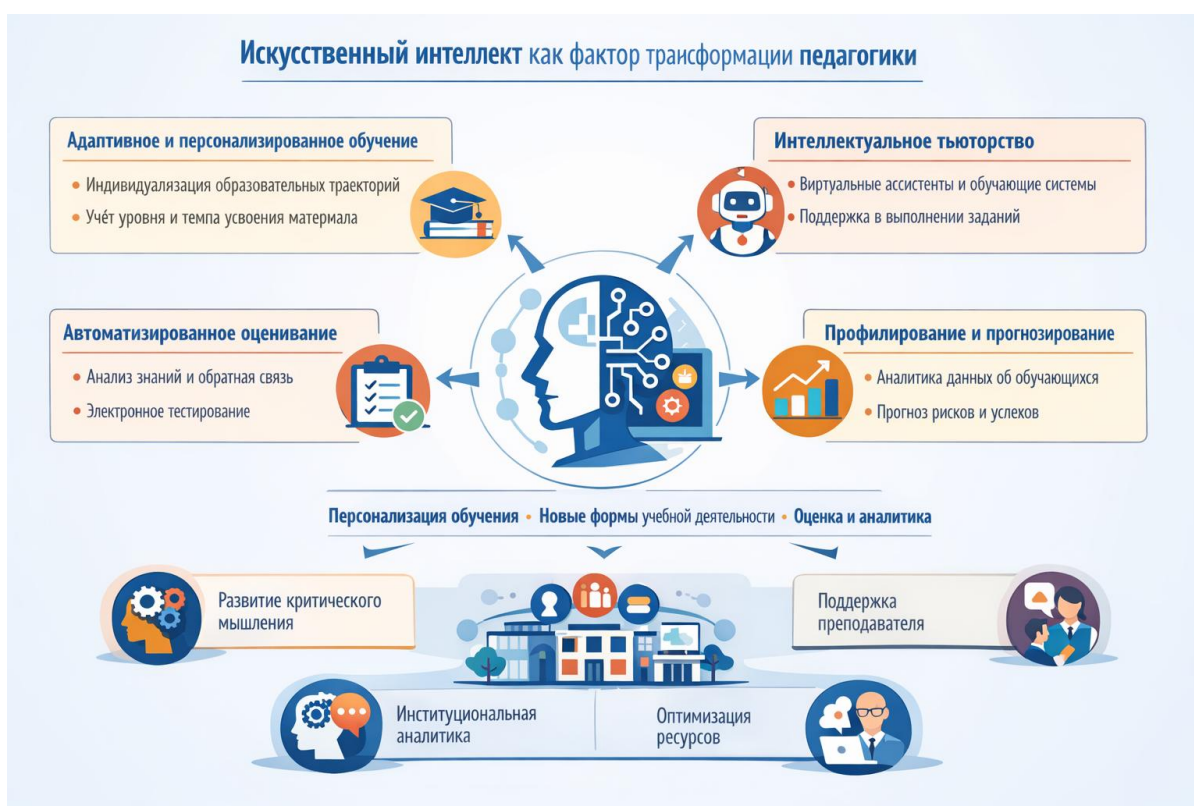 Искусственный интеллект как фактор трансформации педагогики
Адаптивное и персонализированное обучение
• Индивидуалязация образовательных траекторий
• Учёт уровня и темпа усвоения материала
Интеллектуальное тьюторство
• Виртуальные ассистенты и обучающие системы
• Поддержка в выполнении заданий
Автоматизированное оценивание
• Анализ знаний и обратная связь
• Электронное тестирование
Профилирование и прогнозирование
• Аналитика данных об обучающихся
• Прогноз рисков и успехов
Персонализация обучения • Новые формы учебной деятельности • Оценка и аналитика
Развитие критического
мышления
Поддержка
преподавателя
Институциональная
аналитика
Оптимизация
ресурсов